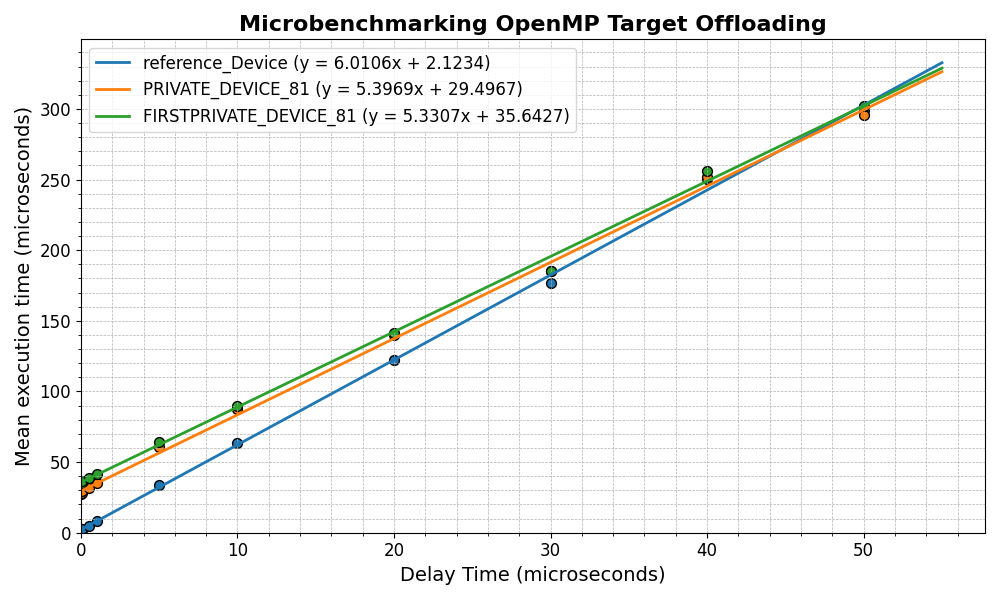 Microbenchmarking OpenMP Target Offloading
reference_Device (y = 6.0106x + 2.1234)
PRIVATE_DEVICE_81 (y = 5.3969x + 29.4967)
FIRSTPRIVATE_DEVICE_81 (y = 5.3307x + 35.6427)
Mean execution time (microseconds)
300
250
200
150
100
50
0
0 10 20 30 40 50
Delay Time (microseconds)